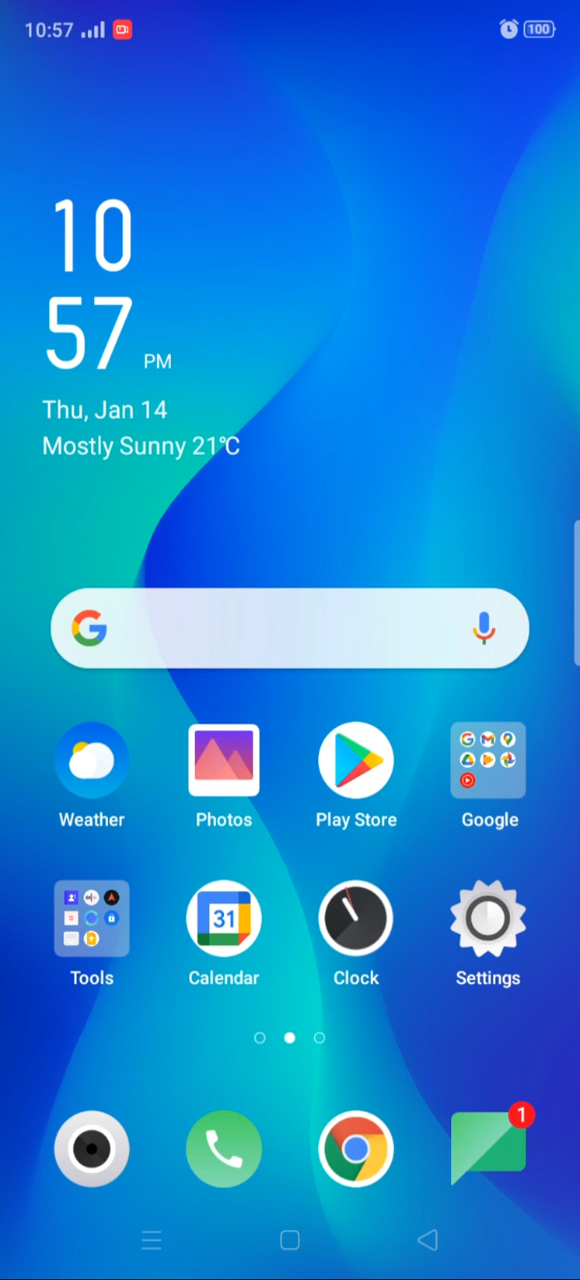 10:57
100
10
57 PM
Thu, Jan 14
Mostly Sunny 21°C
Weather
Photos
Play Store
Google
Tools
31
Calendar
Clock
Settings
1